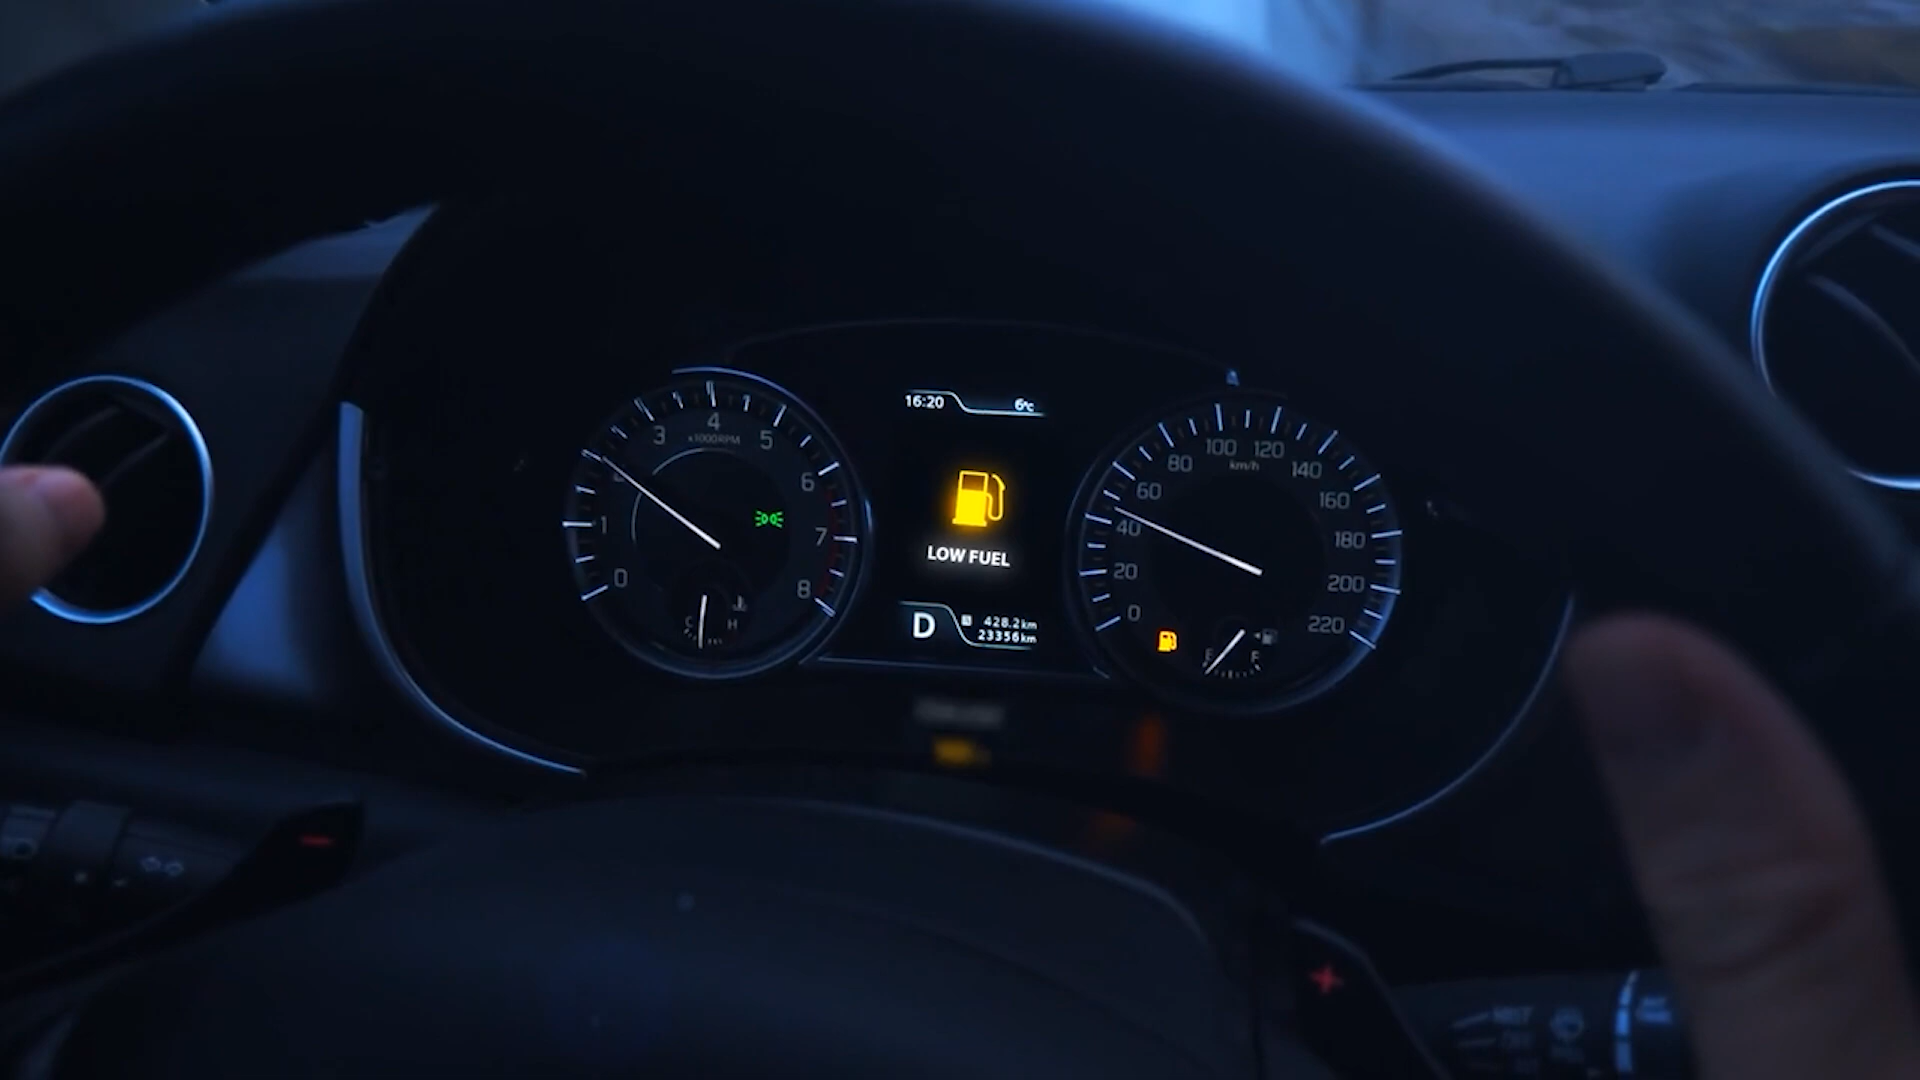 16:20 6°C
4
3 5
x1000RPM
2 6
1 7
0 8
C H
LOW FUEL
D A 428.2km
23356km
100 120
80 km/h 140
60 160
40 180
20 200
0 220
E F